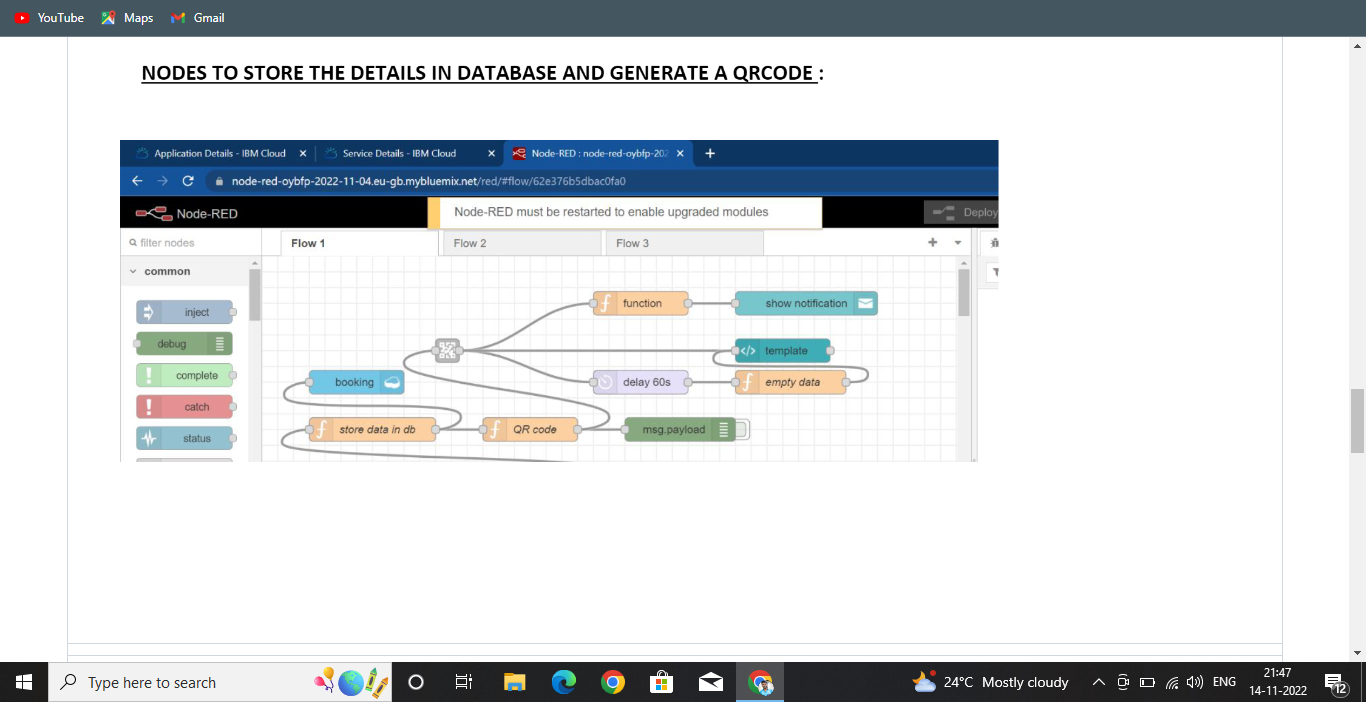 YouTube Maps Gmail
NODES TO STORE THE DETAILS IN DATABASE AND GENERATE A QRCODE :
Application Details - IBM Cloud Service Details - IBM Cloud Node-RED : node-red-oybfp-202
node-red-oybfp-2022-11-04.eu-gb.mybluemix.net/red/#flow/62e376b5dbac0fa0
Node-RED Node-RED must be restarted to enable upgraded modules Deploy
filter nodes Flow 1 Flow 2 Flow 3
common
inject function show notification
debug template
complete booking delay 60s empty data
catch
status store data in db QR code msg.payload
Type here to search 24°C Mostly cloudy ENG 21:47
14-11-2022 12